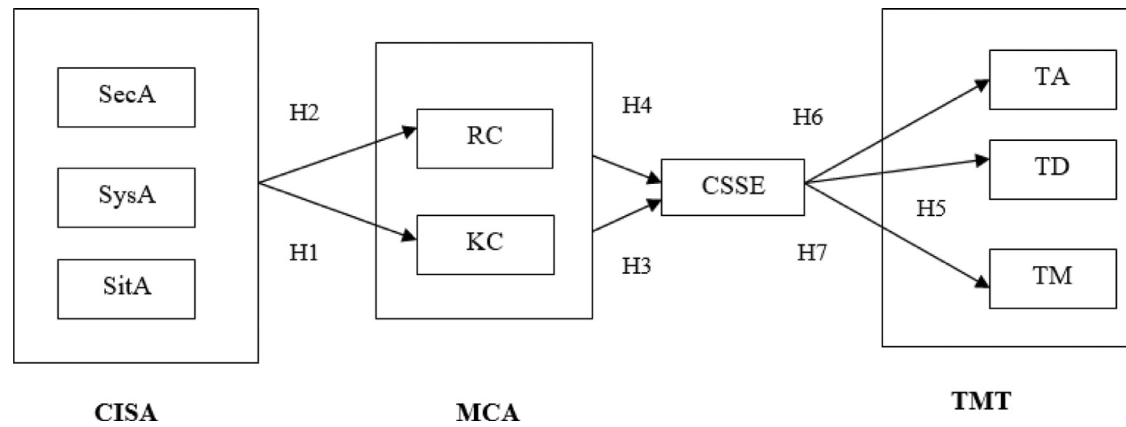 SecA
SysA
SitA
CISA
H2
H1
RC
KC
MCA
H4
H3
CSSE
H6
H5
H7
TA
TD
TM
TMT